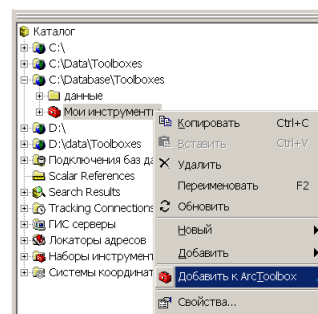 Каталог
C:\
C:\Data\Toolboxes
C:\Database\Toolboxes
данные
Мои инструменты
D:\
D:\data\Toolboxes
Подключения баз да
Scalar References
Search Results
Tracking Connections
ГИС серверы
Локаторы адресов
Наборы инструмент
Системы координат
Копировать Ctrl+C
Вставить Ctrl+V
Удалить
Переименовать F2
Обновить
Новый
Добавить
Добавить к ArcToolbox
Свойства...